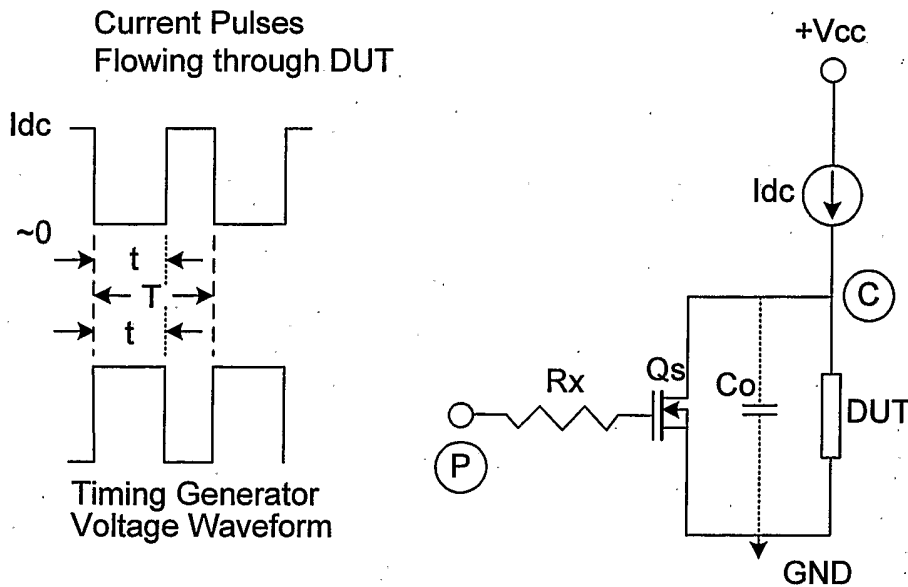 Current Pulses
Flowing through DUT
Idc
~0
t
T
t
Timing Generator
Voltage Waveform
+Vcc
Idc
C
Rx
Qs
Co
DUT
P
GND